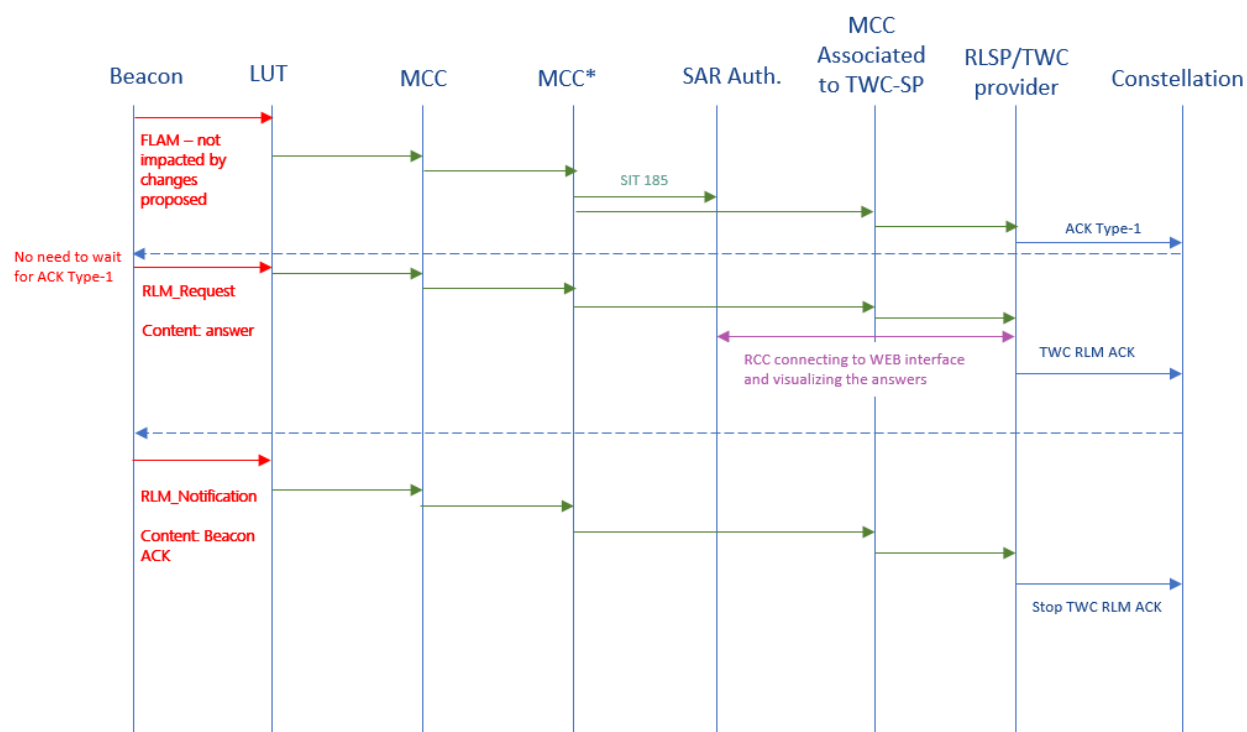 Beacon
LUT
MCC
MCC*
SAR Auth.
MCC
Associated
to TWC-SP
RLSP/TWC
provider
Constellation
FLAM – not
impacted by
changes
proposed
SIT 185
ACK Type-1
No need to wait
for ACK Type-1
RLM_Request
Content: answer
RCC connecting to WEB interface
and visualizing the answers
TWC RLM ACK
RLM_Notification
Content: Beacon
ACK
Stop TWC RLM ACK